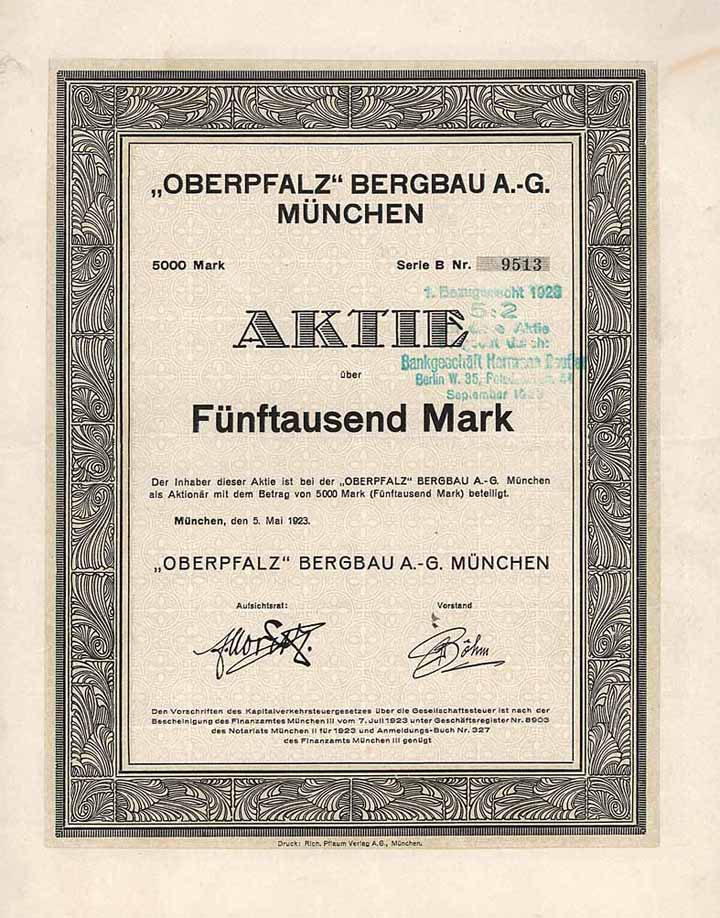 „OBERPFALZ“ BERGBAU A.-G.
MÜNCHEN
5000 Mark Serie B Nr. 9513
1. Bezugsrecht 1923
5:2
Aktie
durch:
AKTIE
Bankgeschäft Hermann
Berlin W. 35,
September
über
Fünftausend Mark
Der Inhaber dieser Aktie ist bei der „OBERPFALZ“ BERGBAU A.-G. München
als Aktionär mit dem Betrag von 5000 Mark (Fünftausend Mark) beteiligt.
München, den 5. Mai 1923.
„OBERPFALZ“ BERGBAU A.-G. MÜNCHEN
Aufsichtsrat: Vorstand
Böhm
Den Vorschriften des Kapitalverkehrsteuergesetzes über die Gesellschaftssteuer ist nach der
Bescheinigung des Finanzamtes München III vom 7. Juli 1923 unter Geschäftsregister Nr. 8903
des Notariats München II für 1923 und Anmeldungs-Buch Nr. 327
des Finanzamts München III genügt
Druck: Rich. Pflaum Verlag A.G., München.